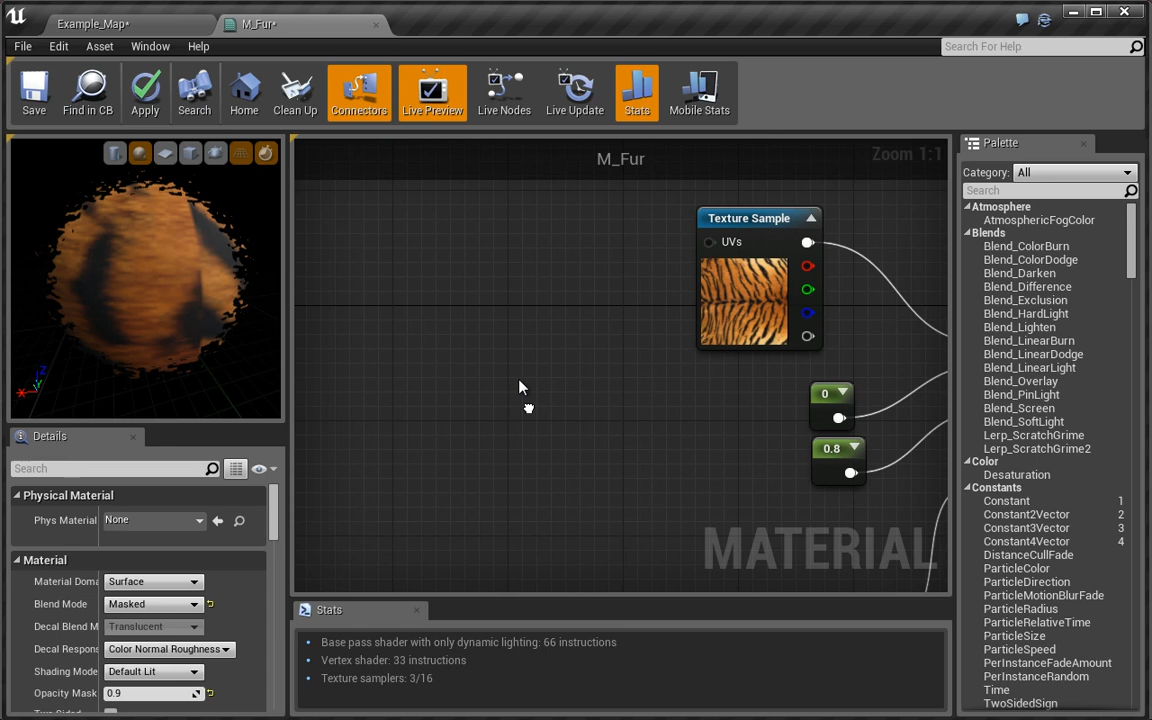 Example_Map*
M_Fur*
File Edit Asset Window Help
Search For Help
Save Find in CB Apply Search Home Clean Up Connectors Live Preview Live Nodes Live Update Stats Mobile Stats
M_Fur
Zoom 1:1
Z
Y
X
Texture Sample
UVs
0
0.8
MATERIAL
Palette
Category: All
Search
Atmosphere
AtmosphericFogColor
Blends
Blend_ColorBurn
Blend_ColorDodge
Blend_Darken
Blend_Difference
Blend_Exclusion
Blend_HardLight
Blend_Lighten
Blend_LinearBurn
Blend_LinearDodge
Blend_LinearLight
Blend_Overlay
Blend_PinLight
Blend_Screen
Blend_SoftLight
Lerp_ScratchGrime
Lerp_ScratchGrime2
Color
Desaturation
Constants
Constant 1
Constant2Vector 2
Constant3Vector 3
Constant4Vector 4
DistanceCullFade
ParticleColor
ParticleDirection
ParticleMotionBlurFade
ParticleRadius
ParticleRelativeTime
ParticleSize
ParticleSpeed
PerInstanceFadeAmount
PerInstanceRandom
Time
TwoSidedSign
Details
Search
Physical Material
Phys Material None
Material
Material Doma Surface
Blend Mode Masked
Decal Blend M Translucent
Decal Respons Color Normal Roughness
Shading Mode Default Lit
Opacity Mask 0.9
Stats
Base pass shader with only dynamic lighting: 66 instructions
Vertex shader: 33 instructions
Texture samplers: 3/16